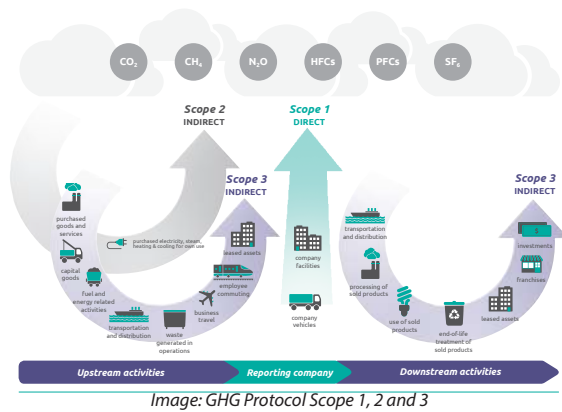 CO₂
CH₄
N₂O
HFCs
PFCs
SF₆
Scope 2
INDIRECT
Scope 1
DIRECT
Scope 3
INDIRECT
Scope 3
INDIRECT
purchased
goods and
services
capital
goods
fuel and
energy related
activities
transportation
and distribution
waste
generated in
operations
business
travel
employee
commuting
leased assets
purchased electricity, steam,
heating & cooling for own use
company
facilities
company
vehicles
transportation
and distribution
processing of
sold products
use of sold
products
end-of-life
treatment of
sold products
leased assets
franchises
$
investments
Upstream activities
Reporting company
Downstream activities
Image: GHG Protocol Scope 1, 2 and 3